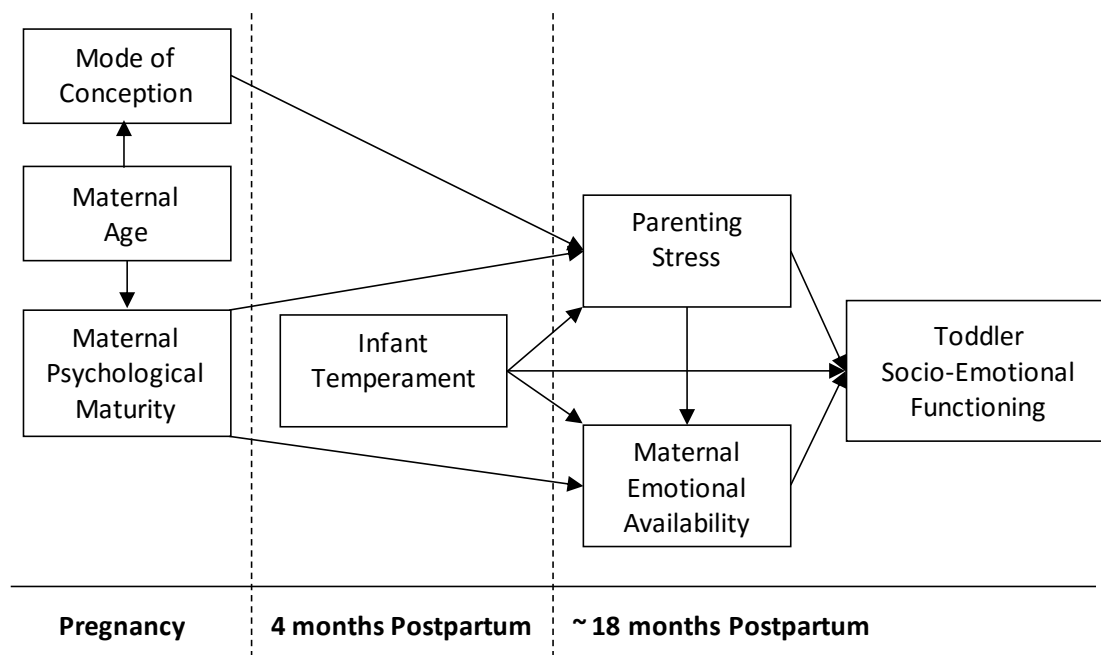 Mode of
Conception
Maternal
Age
Maternal
Psychological
Maturity
Infant
Temperament
Parenting
Stress
Maternal
Emotional
Availability
Toddler
Socio-Emotional
Functioning
Pregnancy
4 months Postpartum
~ 18 months Postpartum